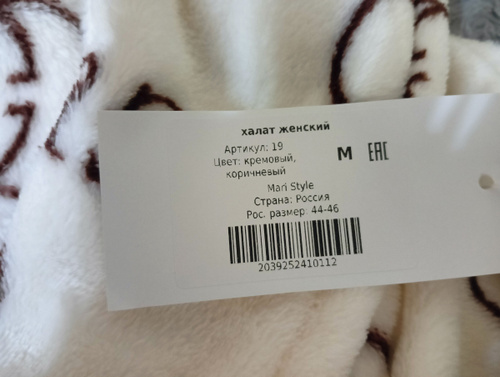 халат женский
Артикул: 19
Цвет: кремовый,
коричневый
M EAC
Mari Style
Страна: Россия
Рос. размер 44-46
2039252410112